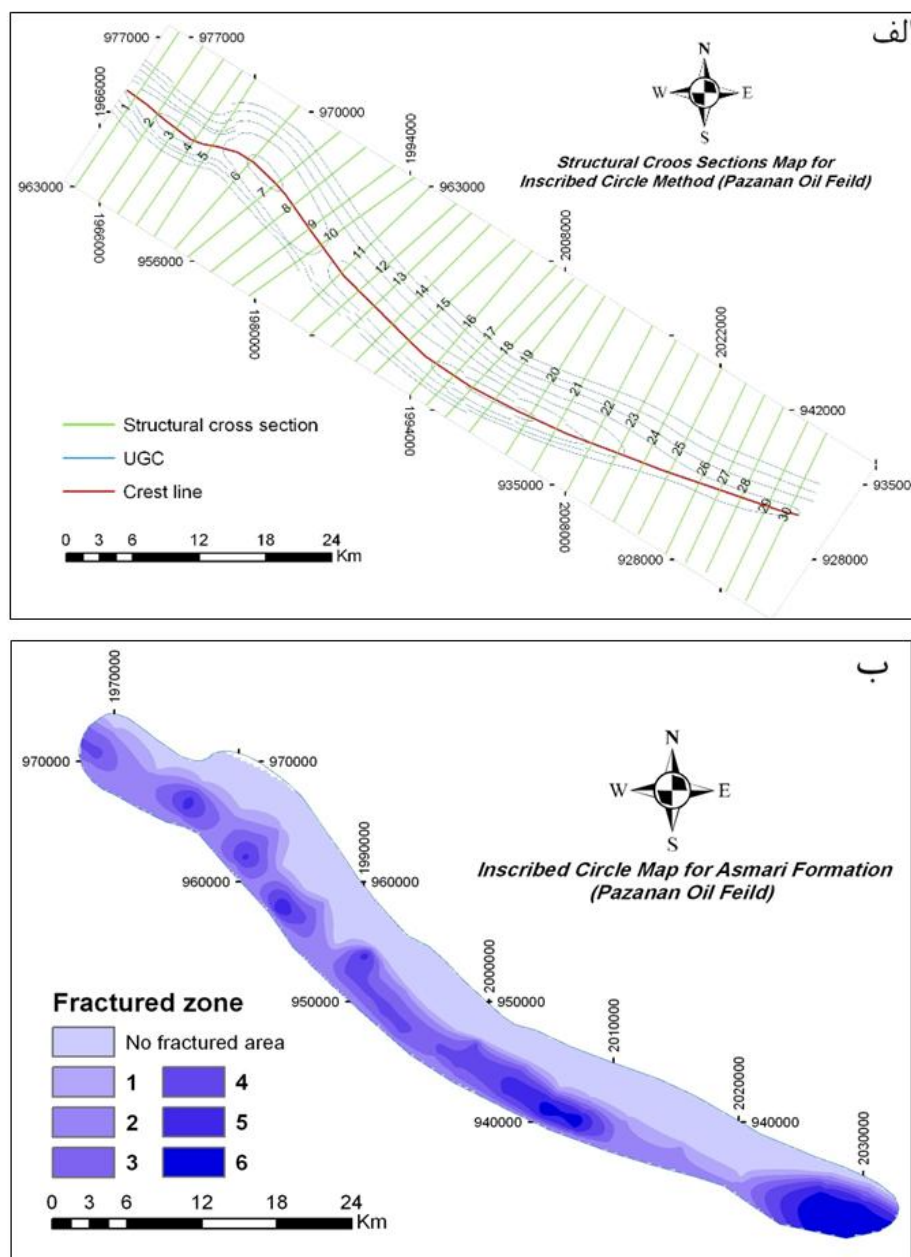 الف
977000
977000
N
W
E
S
1966000
970000
1994000
Structural Croos Sections Map for
Inscribed Circle Method (Pazanan Oil Feild)
963000
963000
1 2 3 4 5 6 7 8 9 10 11 12 13 14 15 16 17 18 19 20 21 22 23 24 25 26 27 28 29 30
956000
1980000
2008000
2022000
942000
Structural cross section
UGC
Crest line
1994000
935000
2008000
935000
928000
928000
0 3 6 12 18 24
Km
ب
1970000
970000
970000
N
W
E
S
Inscribed Circle Map for Asmari Formation
(Pazanan Oil Feild)
1990000
960000
960000
2000000
950000
950000
2010000
940000
2020000
940000
2030000
Fractured zone
No fractured area
1 4
2 5
3 6
0 3 6 12 18 24
Km